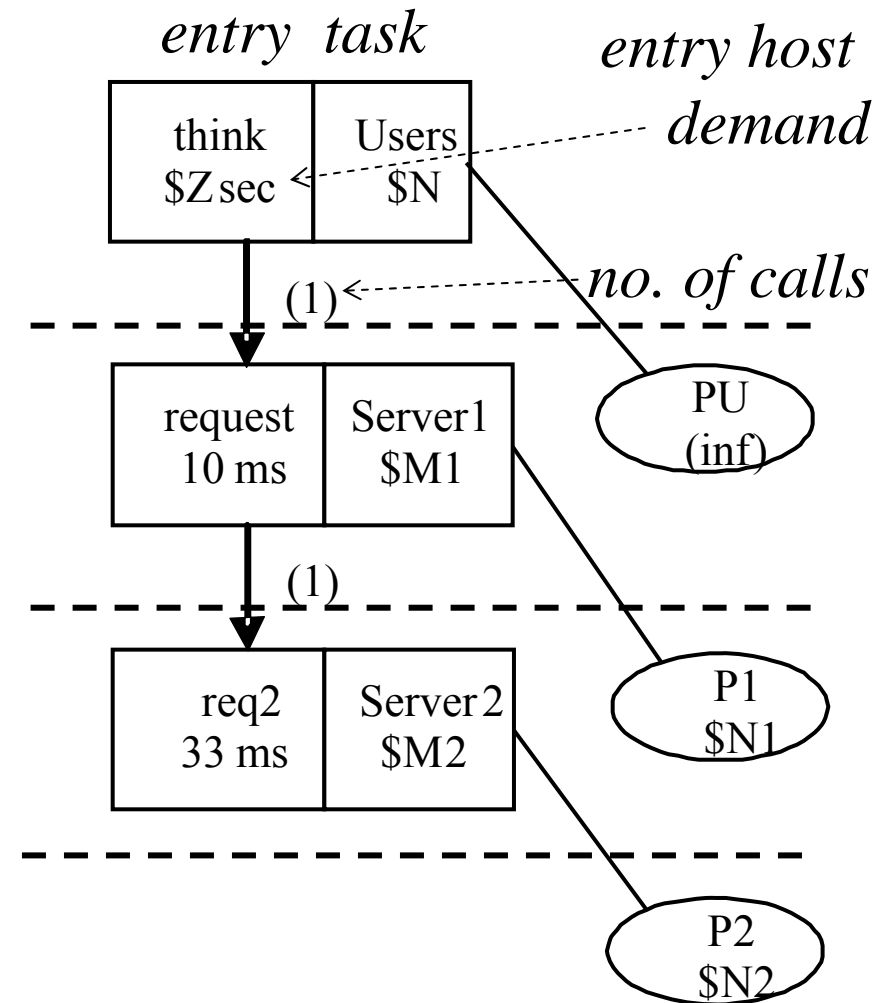 entry task
entry host
demand
think
$Z sec
Users
$N
(1)
no. of calls
PU
(inf)
request
10 ms
Server1
$M1
(1)
P1
$N1
req2
33 ms
Server2
$M2
P2
$N2